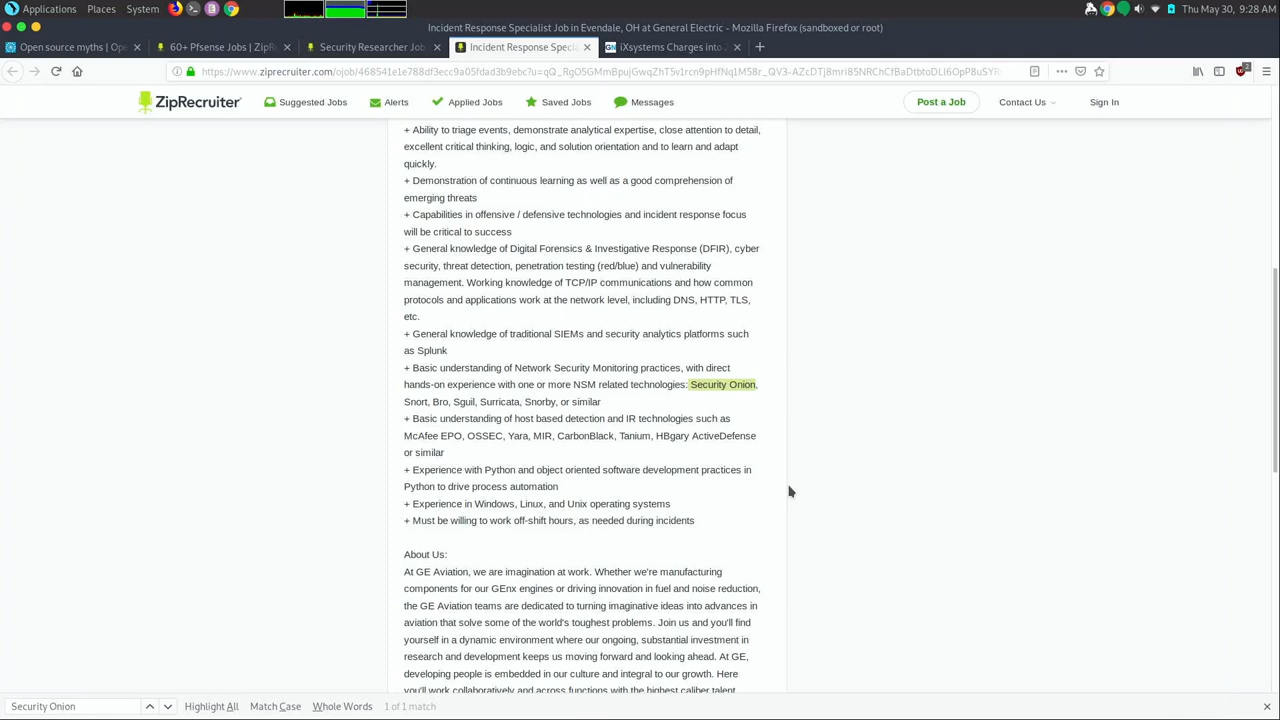 Applications Places System Thu May 30, 9:28 AM
Incident Response Specialist Job in Evendale, OH at General Electric - Mozilla Firefox (sandboxed or root)
Open source myths | Ope 60+ PSense Jobs | ZipR Security Researcher Job Incident Response Speci iXsystems Charges into
ZipRecruiter Suggested Jobs Alerts Applied Jobs Saved Jobs Messages Post a Job Contact Us Sign In
+ Ability to triage events, demonstrate analytical expertise, close attention to detail,
excellent critical thinking, logic, and solution orientation and to learn and adapt
quickly.
+ Demonstration of continuous learning as well as a good comprehension of
emerging threats
+ Capabilities in offensive / defensive technologies and incident response focus
will be critical to success
+ General knowledge of Digital Forensics & Investigative Response (DFIR), cyber
security, threat detection, penetration testing (red/blue) and vulnerability
management. Working knowledge of TCP/IP communications and how common
protocols and applications work at the network level, including DNS, HTTP, TLS,
etc.
+ General knowledge of traditional SIEMs and security analytics platforms such
as Splunk
+ Basic understanding of Network Security Monitoring practices, with direct
hands-on experience with one or more NSM related technologies: Security Onion,
Snort, Bro, Sguil, Surricata, Snorby, or similar
+ Basic understanding of host based detection and IR technologies such as
McAfee EPO, OSSEC, Yara, MIR, CarbonBlack, Tanium, HBgary ActiveDefense
or similar
+ Experience with Python and object oriented software development practices in
Python to drive process automation
+ Experience in Windows, Linux, and Unix operating systems
+ Must be willing to work off-shift hours, as needed during incidents
About Us:
At GE Aviation, we are imagination at work. Whether we're manufacturing
components for our GEnx engines or driving innovation in fuel and noise reduction,
the GE Aviation teams are dedicated to turning imaginative ideas into advances in
aviation that solve some of the world's toughest problems. Join us and you'll find
yourself in a dynamic environment where our ongoing, substantial investment in
research and development keeps us moving forward and looking ahead. At GE,
developing people is embedded in our culture and integral to our growth. Here
you'll work collaboratively and across functions with the highest caliber talent,
Security Onion Highlight All Match Case Whole Words 1 of 1 match